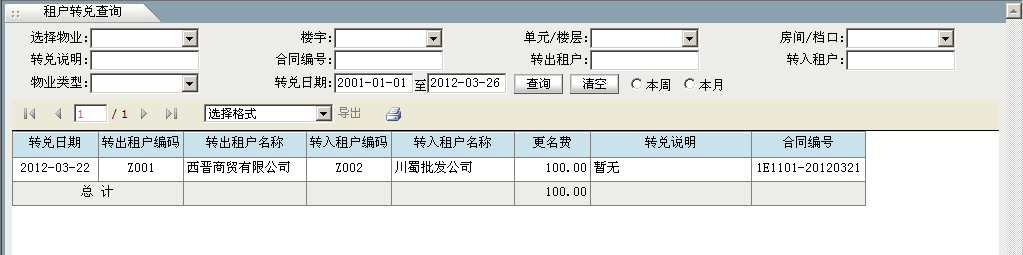 租户转兑查询
选择物业: 楼宇: 单元/楼层: 房间/档口:
转兑说明: 合同编号: 转出租户: 转入租户:
物业类型: 转兑日期: 2001-01-01 至 2012-03-26 查询 清空 本周 本月
1 / 1 选择格式 导出
转兑日期 转出租户编码 转出租户名称 转入租户编码 转入租户名称 更名费 转兑说明 合同编号
2012-03-22 Z001 西晋商贸有限公司 Z002 川蜀批发公司 100.00 暂无 1E1101-20120321
总 计 100.00